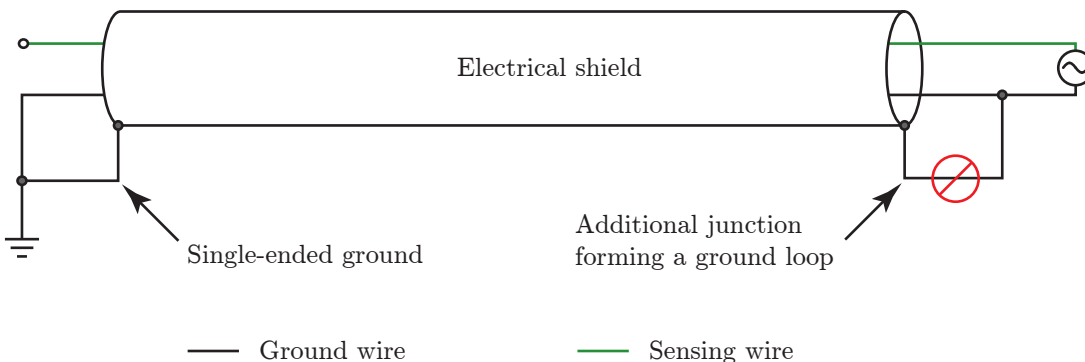 Electrical shield
Single-ended ground
Additional junction
forming a ground loop
Ground wire
Sensing wire